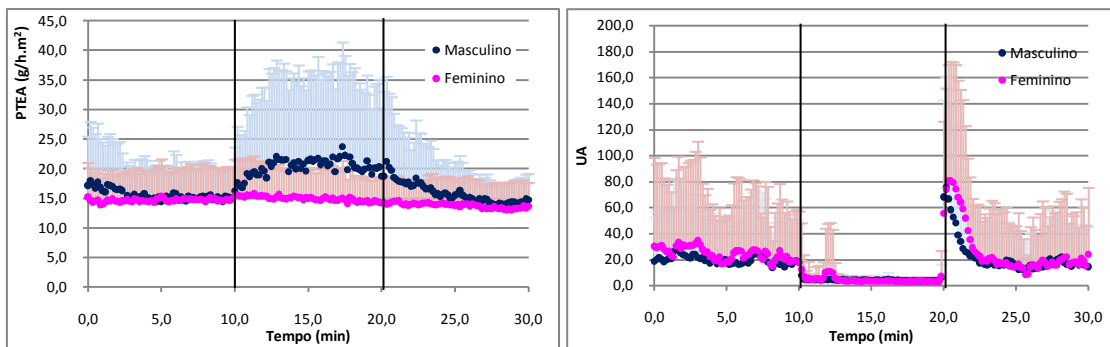 PTEA (g/h.m²)
45,0
40,0
35,0
30,0
25,0
20,0
15,0
10,0
5,0
0,0
Masculino
Feminino
0,0 5,0 10,0 15,0 20,0 25,0 30,0
Tempo (min)
UA
200,0
180,0
160,0
140,0
120,0
100,0
80,0
60,0
40,0
20,0
0,0
Masculino
Feminino
0,0 5,0 10,0 15,0 20,0 25,0 30,0
Tempo (min)